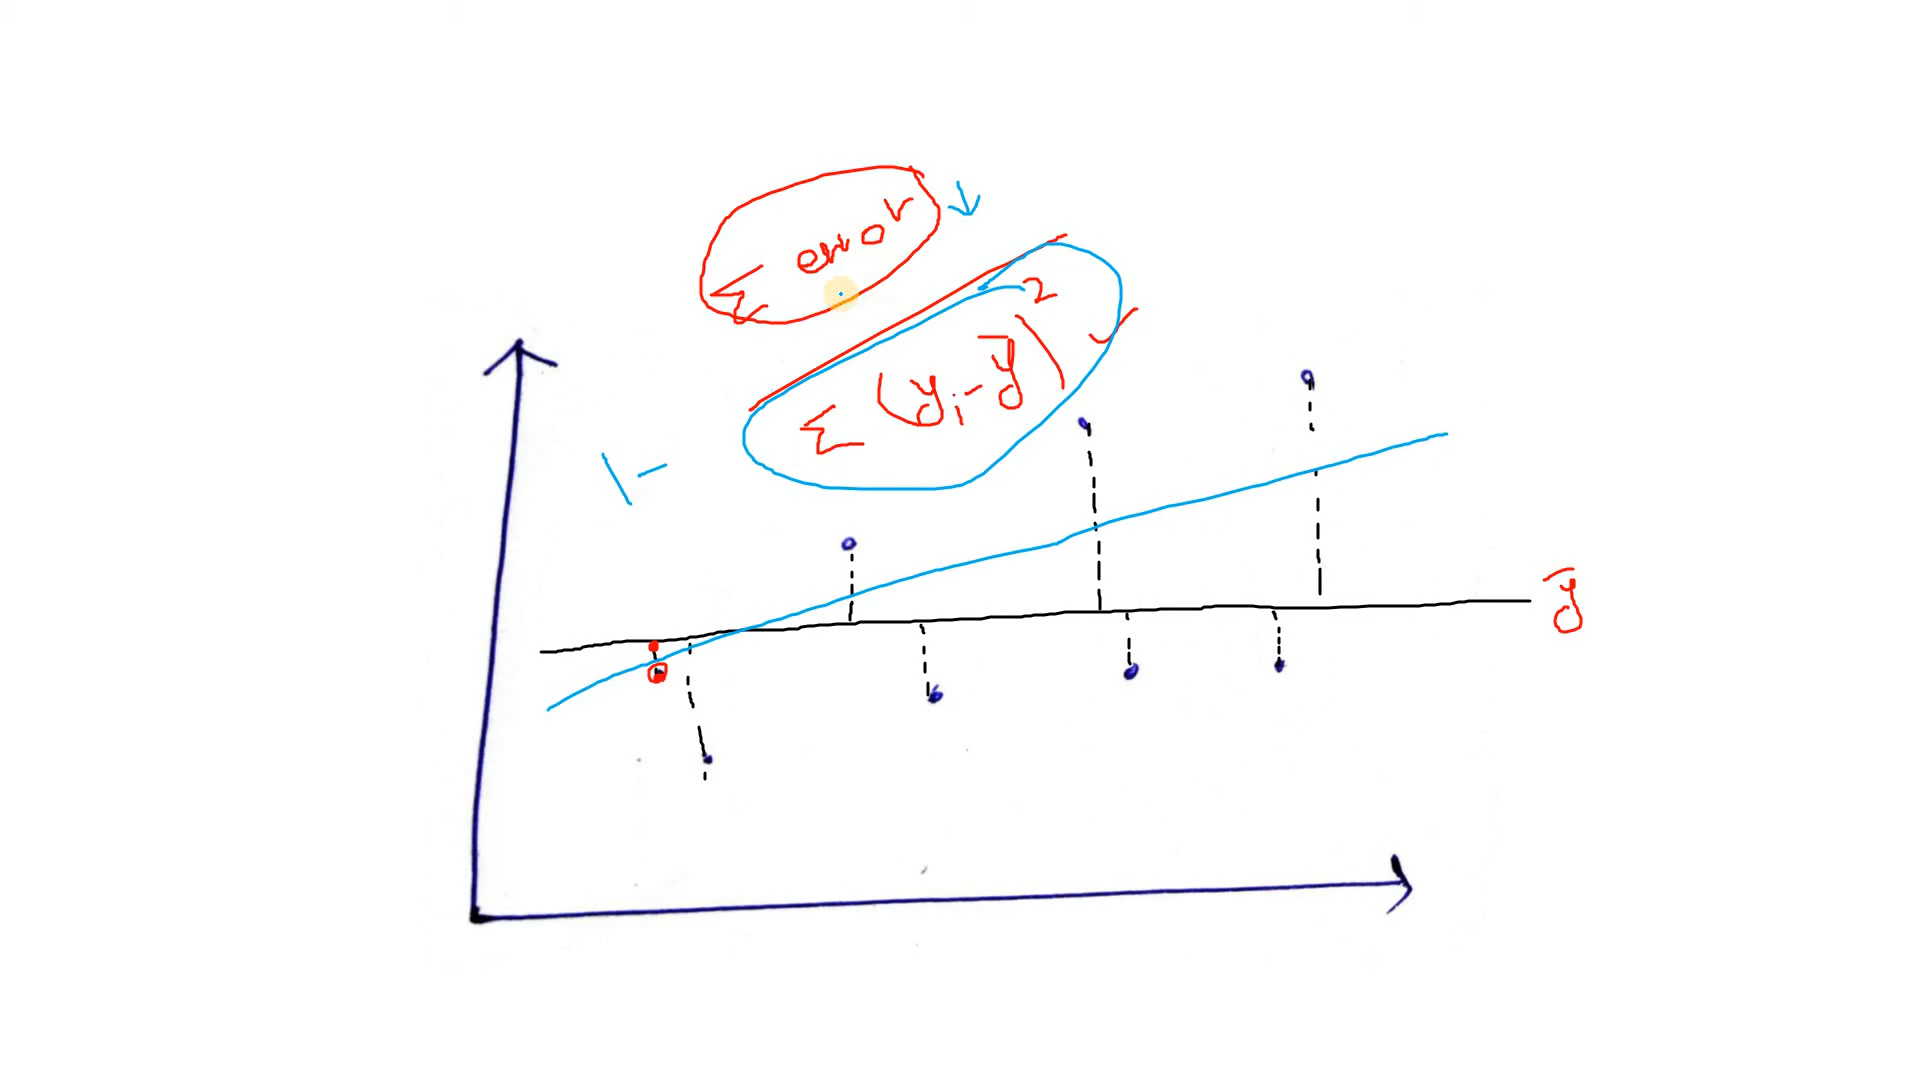 Σ error ↓
1 -
Σ (yᵢ - ȳ)²
ȳ